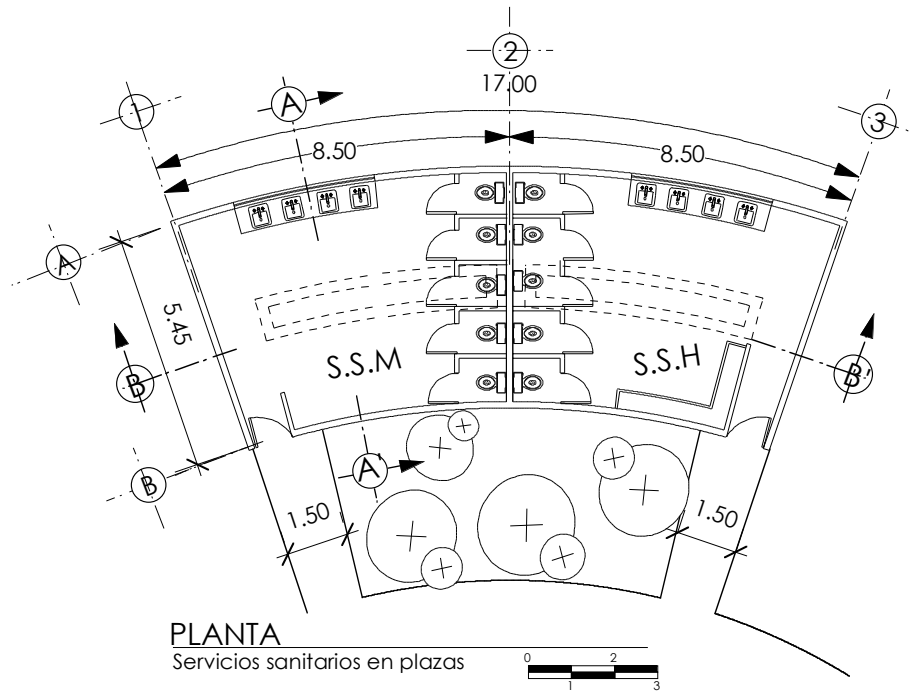 2
17.00
1
A
3
8.50
8.50
A
5.45
S.S.M
S.S.H
B
B'
B
A'
1.50
1.50
PLANTA
Servicios sanitarios en plazas
0 2
1 3